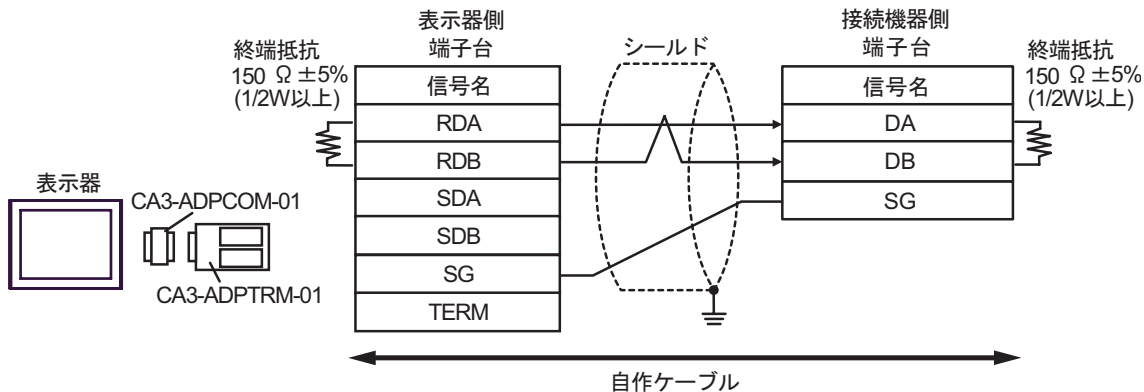 表示器側
端子台
接続機器側
端子台
シールド
終端抵抗
150 Ω ±5%
(1/2W以上)
終端抵抗
150 Ω ±5%
(1/2W以上)
信号名
RDA
RDB
SDA
SDB
SG
TERM
信号名
DA
DB
SG
表示器
CA3-ADPCOM-01
CA3-ADPTRM-01
自作ケーブル